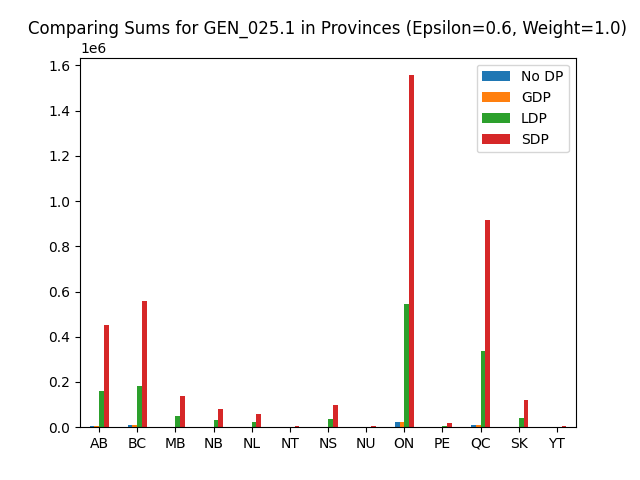 Comparing Sums for GEN_025.1 in Provinces (Epsilon=0.6, Weight=1.0)
1e6
1.6
1.4
1.2
1.0
0.8
0.6
0.4
0.2
0.0
No DP
GDP
LDP
SDP
AB BC MB NB NL NT NS NU ON PE QC SK YT